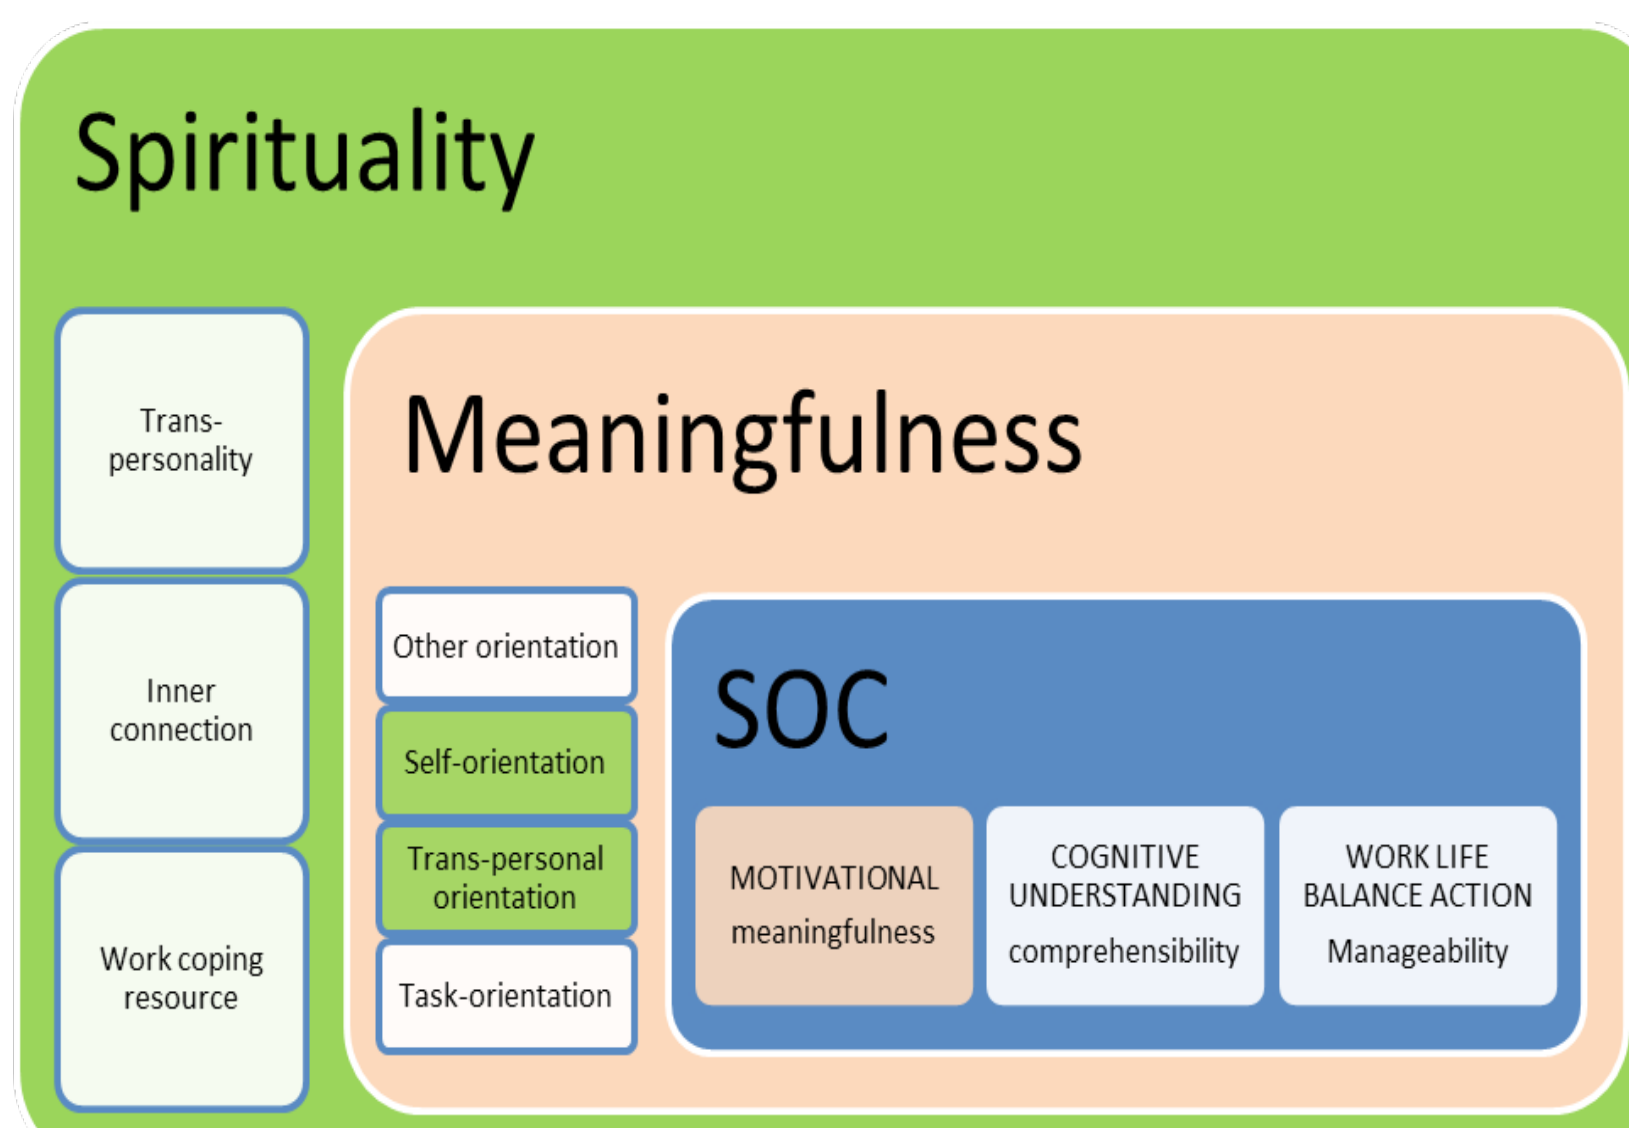 Spirituality
Trans-
personality
Inner
connection
Work coping
resource
Meaningfulness
Other orientation
Self-orientation
Trans-personal
orientation
Task-orientation
SOC
MOTIVATIONAL
meaningfulness
COGNITIVE
UNDERSTANDING
comprehensibility
WORK LIFE
BALANCE ACTION
Manageability